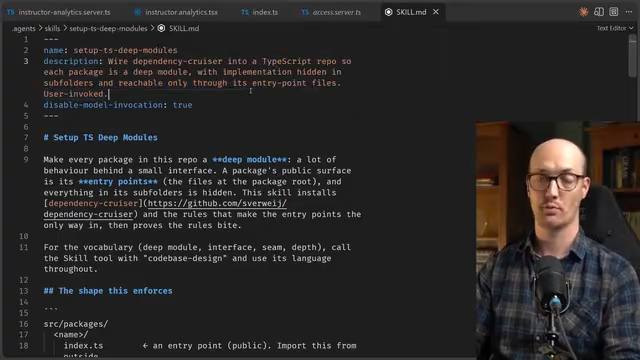 TS instructor-analytics.server.ts
TS instructor-analytics.tsx
TS index.ts
TS access.server.ts
SKILL.md
.agents > skills > setup-ts-deep-modules > SKILL.md
Text Editor
1 ---
2 name: setup-ts-deep-modules
3 description: Wire dependency-cruiser into a TypeScript repo so
each package is a deep module, with implementation hidden in
subfolders and reachable only through its entry-point files.
User-invoked.
4 disable-model-invocation: true
5 ---
6
7 # Setup TS Deep Modules
8
9 Make every package in this repo a **deep module**: a lot of
behaviour behind a small interface. A package's public surface
is its **entry points** (the files at the package root), and
everything in its subfolders is hidden. This skill installs
[dependency-cruiser](https://github.com/sverweij/
dependency-cruiser) and the rules that make the entry points
the only way in, then proves the rules bite.
10
11 For the vocabulary (deep module, interface, seam, depth), call
the Skill tool with "codebase-design" and use its language
throughout.
12
13 ## The shape this enforces
14
15 ```
16 src/packages/
17 <name>/
18 index.ts ← an entry point (public). Import this from
outside